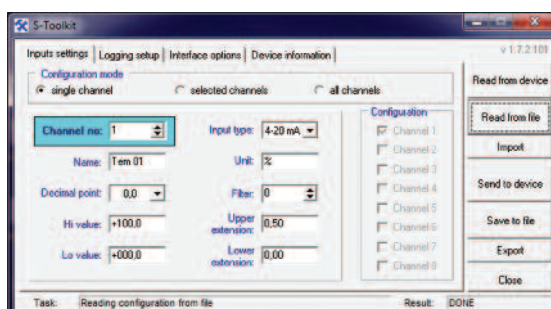 S-Toolkit
v 1.7.2.101
Inputs settings Logging setup Interface options Device information
Configuration mode
single channel selected channels all channels
Channel no: 1
Name: Tem 01
Decimal point: 0,0
Hi value: +100,0
Lo value: +000,0
Input type: 4-20 mA
Unit: %
Filter: 0
Upper extension: 0,50
Lower extension: 0,00
Configuration
Channel 1
Channel 2
Channel 3
Channel 4
Channel 5
Channel 6
Channel 7
Channel 8
Read from device
Read from file
Import
Send to device
Save to file
Export
Close
Task: Reading configuration from file Result: DONE